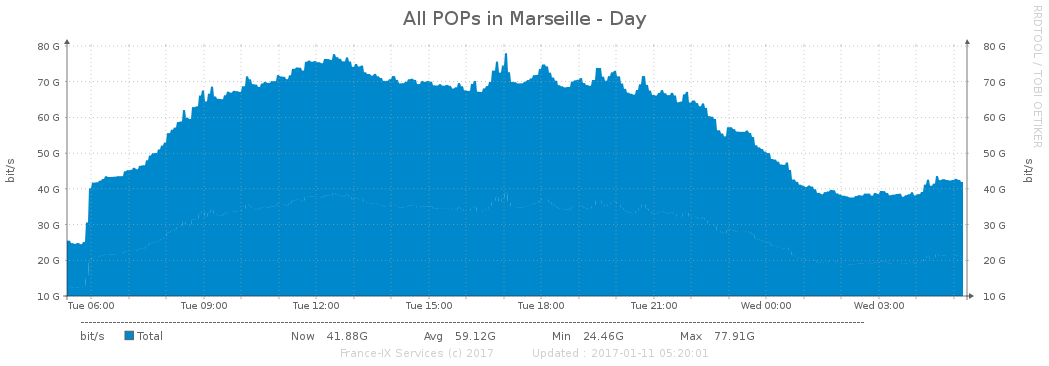 All POPs in Marseille - Day
RRDTOOL / TOBI OETIKER
80 G 80 G
70 G 70 G
60 G 60 G
50 G 50 G
40 G 40 G
30 G 30 G
20 G 20 G
10 G 10 G
bit/s bit/s
Tue 06:00 Tue 09:00 Tue 12:00 Tue 15:00 Tue 18:00 Tue 21:00 Wed 00:00 Wed 03:00
bit/s Total Now 41.88G Avg 59.12G Min 24.46G Max 77.91G
France-IX Services (c) 2017 Updated : 2017-01-11 05:20:01